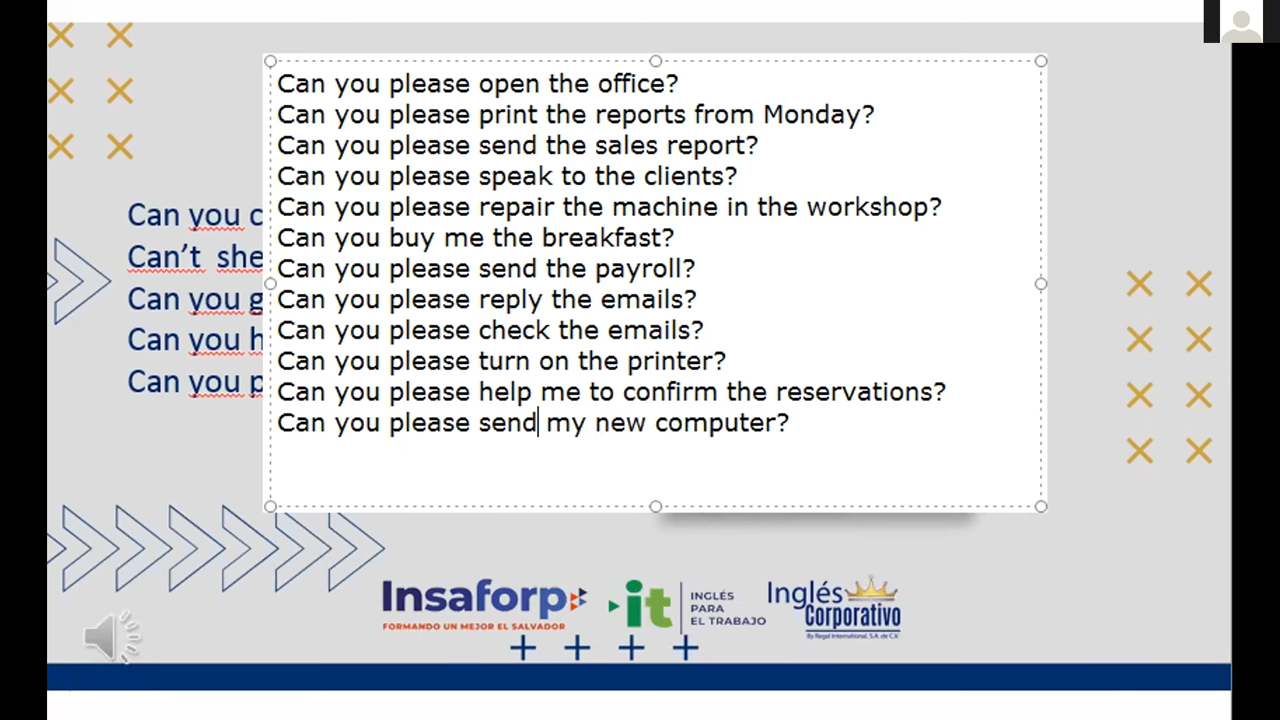 Can you please open the office?
Can you please print the reports from Monday?
Can you please send the sales report?
Can you please speak to the clients?
Can you please repair the machine in the workshop?
Can you buy me the breakfast?
Can you please send the payroll?
Can you please reply the emails?
Can you please check the emails?
Can you please turn on the printer?
Can you please help me to confirm the reservations?
Can you please send my new computer?
Can you
Can't she
Can you
Can you
Can you
Insaforp
FORMANDO UN MEJOR EL SALVADOR
it
INGLÉS
PARA
EL TRABAJO
Inglés
Corporativo
By Regal International, S.A. de C.V.